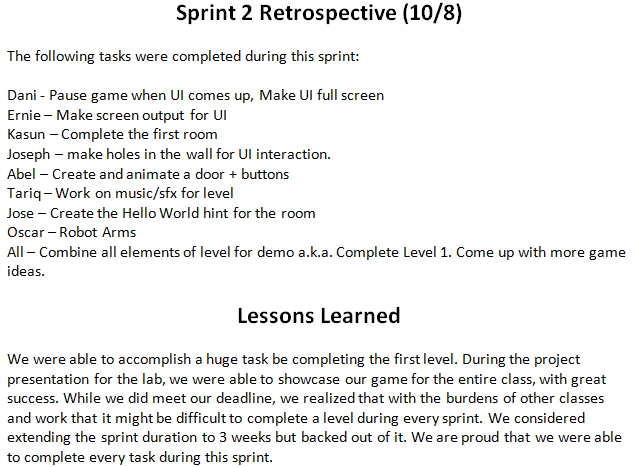 Sprint 2 Retrospective (10/8)
The following tasks were completed during this sprint:
Dani - Pause game when UI comes up, Make UI full screen
Ernie – Make screen output for UI
Kasun – Complete the first room
Joseph – make holes in the wall for UI interaction.
Abel – Create and animate a door + buttons
Tariq – Work on music/sfx for level
Jose – Create the Hello World hint for the room
Oscar – Robot Arms
All – Combine all elements of level for demo a.k.a. Complete Level 1. Come up with more game
ideas.
Lessons Learned
We were able to accomplish a huge task be completing the first level. During the project
presentation for the lab, we were able to showcase our game for the entire class, with great
success. While we did meet our deadline, we realized that with the burdens of other classes
and work that it might be difficult to complete a level during every sprint. We considered
extending the sprint duration to 3 weeks but backed out of it. We are proud that we were able
to complete every task during this sprint.